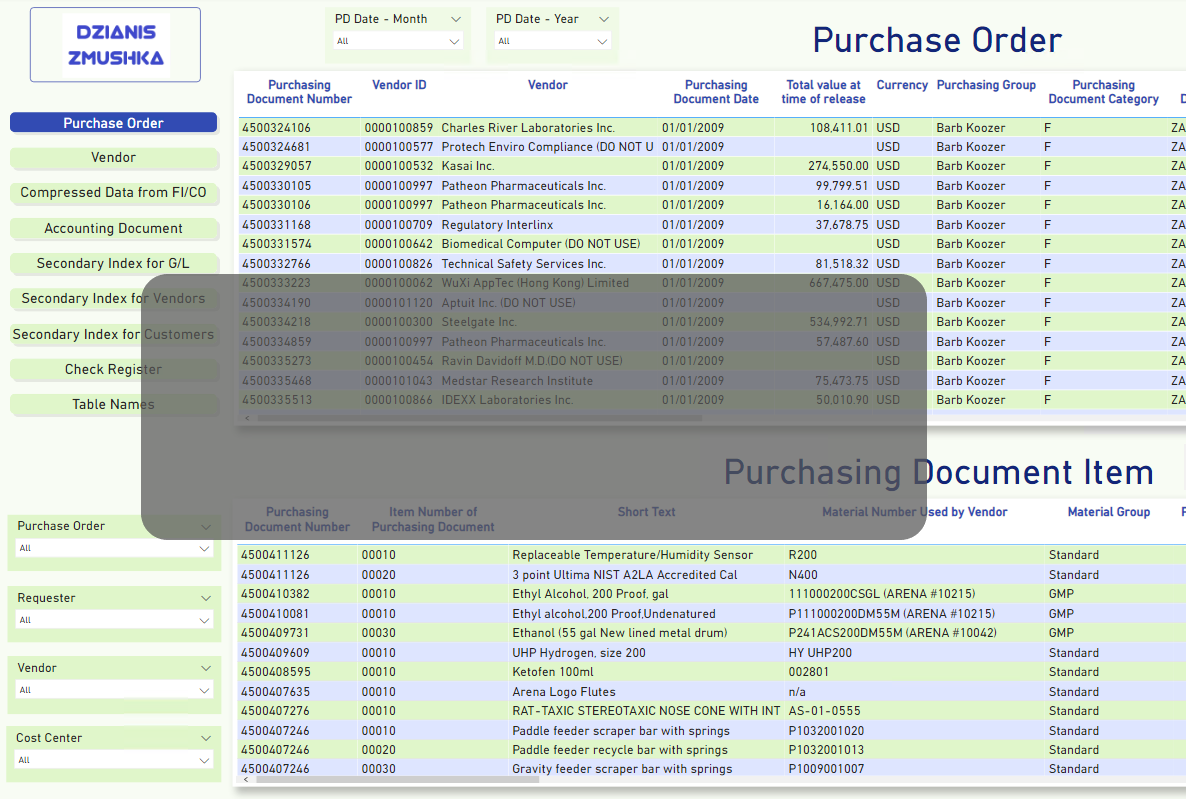 DZIANIS
ZMUSHKA
PD Date - Month
All
PD Date - Year
All
Purchase Order
Purchase Order
Vendor
Compressed Data from FI/CO
Accounting Document
Secondary Index for G/L
Secondary Index for Vendors
Secondary Index for Customers
Check Register
Table Names
Purchasing Document Number Vendor ID Vendor Purchasing Document Date Total value at time of release Currency Purchasing Group Purchasing Document Category D
4500324106 0000100859 Charles River Laboratories Inc. 01/01/2009 108,411.01 USD Barb Koozer F ZA
4500324681 0000100577 Protech Enviro Compliance (DO NOT U 01/01/2009 USD Barb Koozer F ZA
4500329057 0000100532 Kasai Inc. 01/01/2009 274,550.00 USD Barb Koozer F ZA
4500330105 0000100997 Patheon Pharmaceuticals Inc. 01/01/2009 99,799.51 USD Barb Koozer F ZA
4500330106 0000100997 Patheon Pharmaceuticals Inc. 01/01/2009 16,164.00 USD Barb Koozer F ZA
4500331168 0000100709 Regulatory Interlinx 01/01/2009 37,678.75 USD Barb Koozer F ZA
4500331574 0000100642 Biomedical Computer (DO NOT USE) 01/01/2009 USD Barb Koozer F ZA
4500332766 0000100826 Technical Safety Services Inc. 01/01/2009 81,518.32 USD Barb Koozer F ZA
4500333223 0000100062 WuXi AppTec (Hong Kong) Limited 01/01/2009 667,475.00 USD Barb Koozer F ZA
4500334190 0000101120 Aptuit Inc. (DO NOT USE) 01/01/2009 USD Barb Koozer F ZA
4500334218 0000100300 Steelgate Inc. 01/01/2009 534,992.71 USD Barb Koozer F ZA
4500334859 0000100997 Patheon Pharmaceuticals Inc. 01/01/2009 57,487.60 USD Barb Koozer F ZA
4500335273 0000100454 Ravin Davidoff M.D.(DO NOT USE) 01/01/2009 USD Barb Koozer F ZA
4500335468 0000101043 Medstar Research Institute 01/01/2009 75,473.75 USD Barb Koozer F ZA
4500335513 0000100866 IDEXX Laboratories Inc. 01/01/2009 50,010.90 USD Barb Koozer F ZA
Purchasing Document Item
Purchase Order
All
Requester
All
Vendor
All
Cost Center
All
Purchasing Document Number Item Number of Purchasing Document Short Text Material Number Used by Vendor Material Group
4500411126 00010 Replaceable Temperature/Humidity Sensor R200 Standard
4500411126 00020 3 point Ultima NIST A2LA Accredited Cal N400 Standard
4500410382 00010 Ethyl Alcohol, 200 Proof, gal 111000200CSGL (ARENA #10215) GMP
4500410081 00010 Ethyl alcohol,200 Proof,Undenatured P111000200DM55M (ARENA #10215) GMP
4500409731 00030 Ethanol (55 gal New lined metal drum) P241ACS200DM55M (ARENA #10042) GMP
4500409609 00010 UHP Hydrogen, size 200 HY UHP200 Standard
4500408595 00010 Ketofen 100ml 002801 Standard
4500407635 00010 Arena Logo Flutes n/a Standard
4500407276 00010 RAT-TAXIC STEREOTAXIC NOSE CONE WITH INT AS-01-0555 Standard
4500407246 00010 Paddle feeder scraper bar with springs P1032001020 Standard
4500407246 00020 Paddle feeder recycle bar with springs P1032001013 Standard
4500407246 00030 Gravity feeder scraper bar with springs P1009001007 Standard